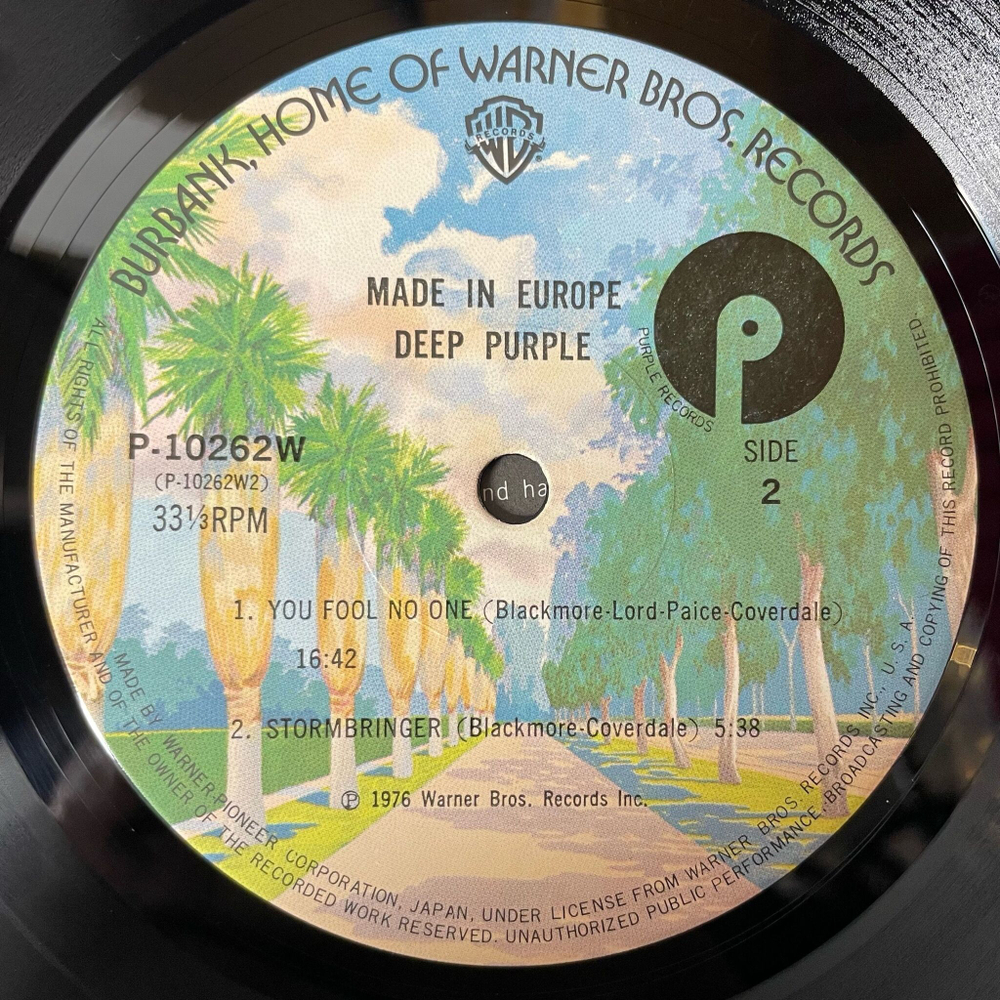 BURBANK, HOME OF WARNER BROS. RECORDS
RECORDS
MADE IN EUROPE
DEEP PURPLE
PURPLE RECORDS
P-10262W
(P-10262W2)
33⅓RPM
SIDE
2
nd ha
1. YOU FOOL NO ONE (Blackmore-Lord-Paice-Coverdale)
16:42
2. STORMBRINGER (Blackmore-Coverdale) 5:38
Ⓟ 1976 Warner Bros. Records Inc.
MADE BY WARNER-PIONEER CORPORATION, JAPAN, UNDER LICENSE FROM WARNER BROS. RECORDS INC., U. S. A.
ALL RIGHTS OF THE MANUFACTURER AND OF THE OWNER OF THE RECORDED WORK RESERVED. UNAUTHORIZED PUBLIC PERFORMANCE, BROADCASTING AND COPYING OF THIS RECORD PROHIBITED.